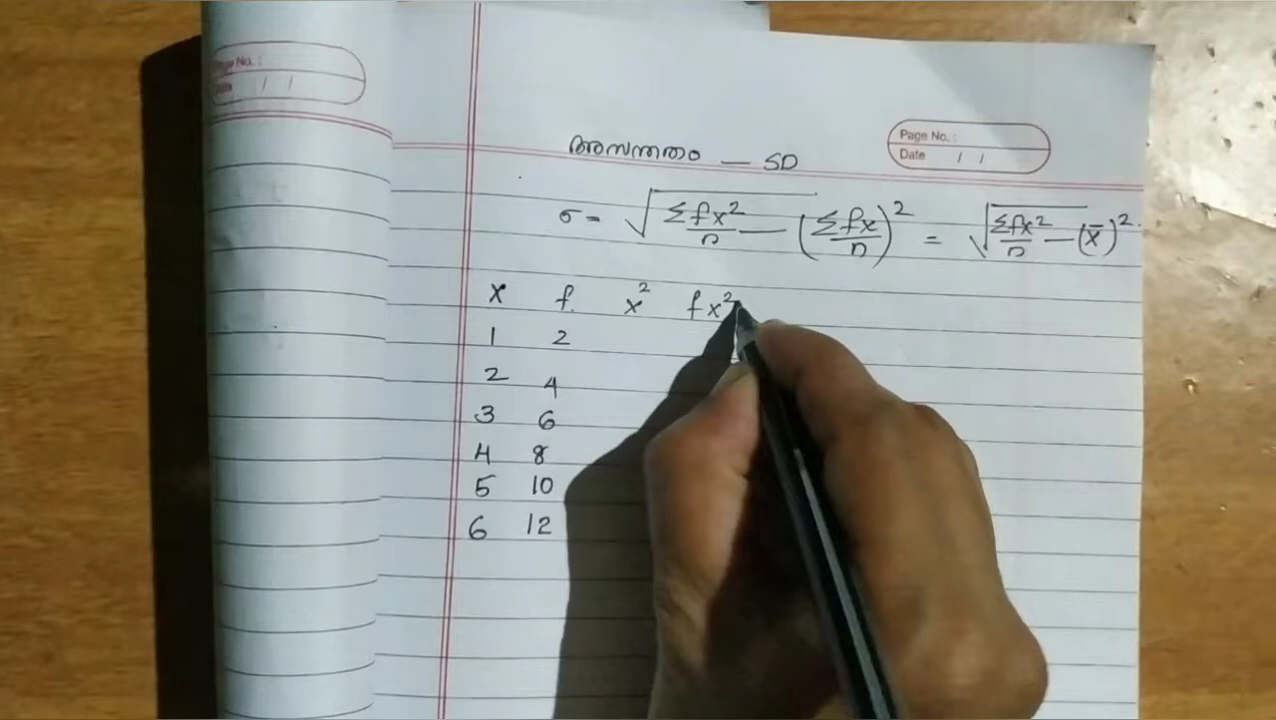 Page No. :
Date / /
Page No. :
Date / /
അസന്തതം — SD
σ = √(Σfx²/n — (Σfx/n)²) = √(Σfx²/n — (x̄)²)
x f. x² fx²
1 2
2 4
3 6
4 8
5 10
6 12